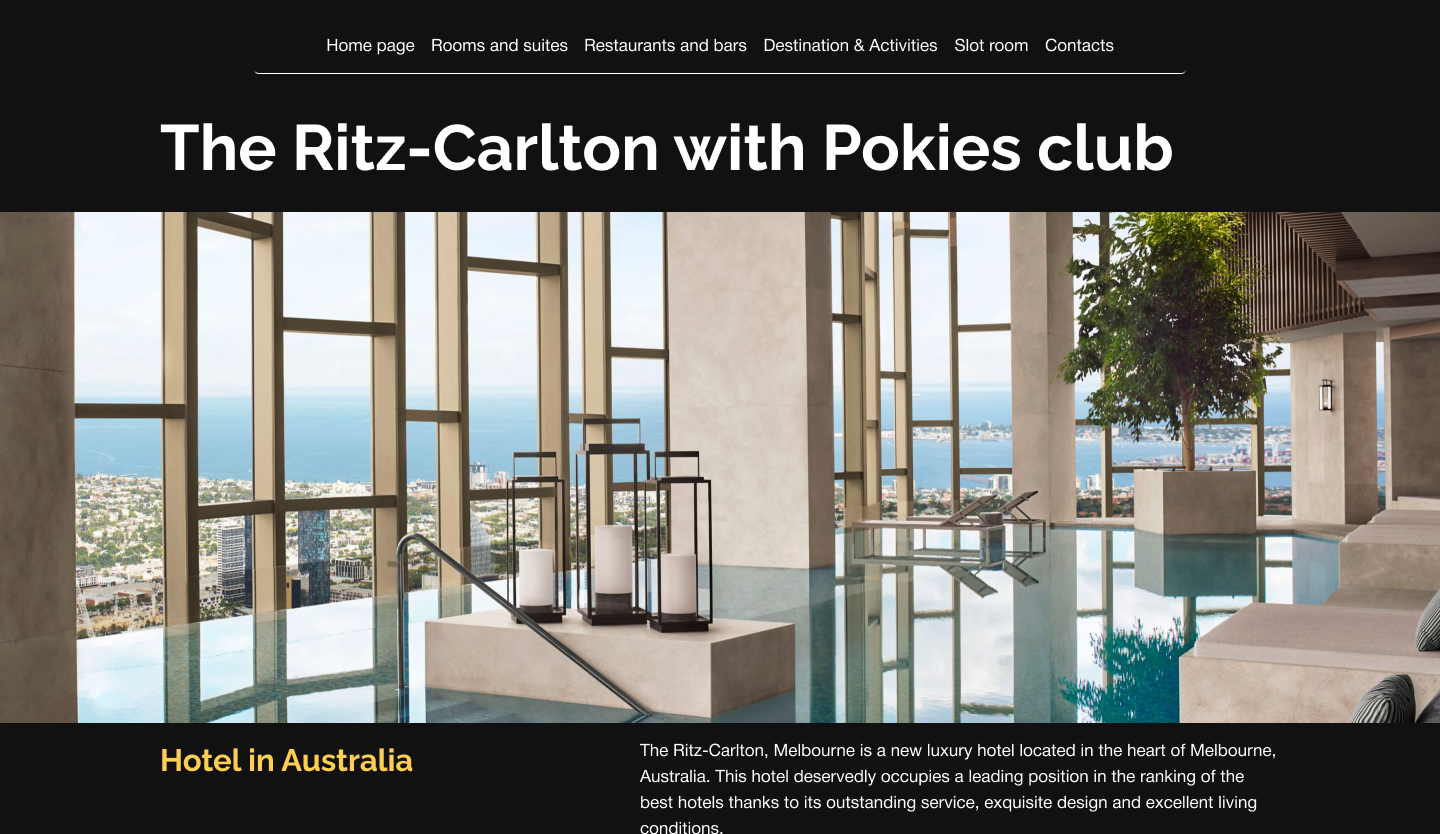 Home page Rooms and suites Restaurants and bars Destination & Activities Slot room Contacts
The Ritz-Carlton with Pokies club
Hotel in Australia
The Ritz-Carlton, Melbourne is a new luxury hotel located in the heart of Melbourne,
Australia. This hotel deservedly occupies a leading position in the ranking of the
best hotels thanks to its outstanding service, exquisite design and excellent living
conditions.